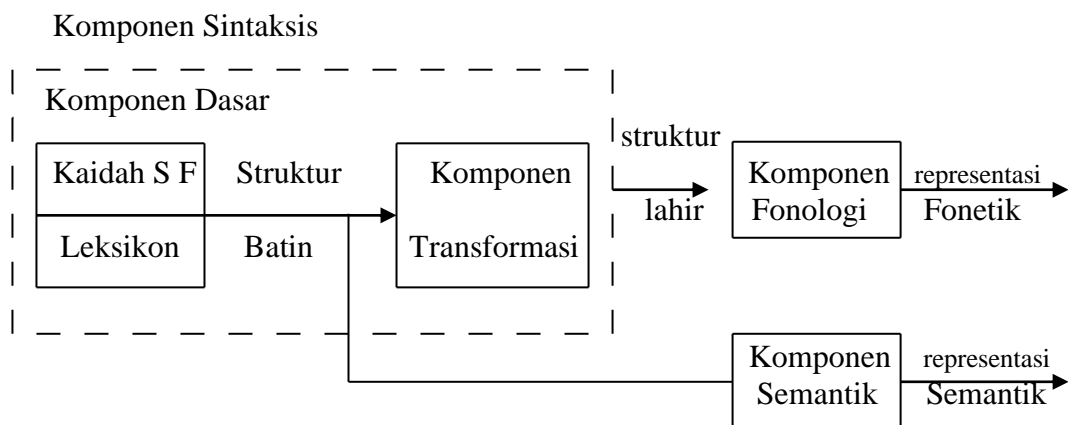 Komponen Sintaksis
Komponen Dasar
Kaidah S F
Leksikon
Struktur
Batin
Komponen
Transformasi
struktur
lahir
Komponen
Fonologi
representasi
Fonetik
Komponen
Semantik
representasi
Semantik